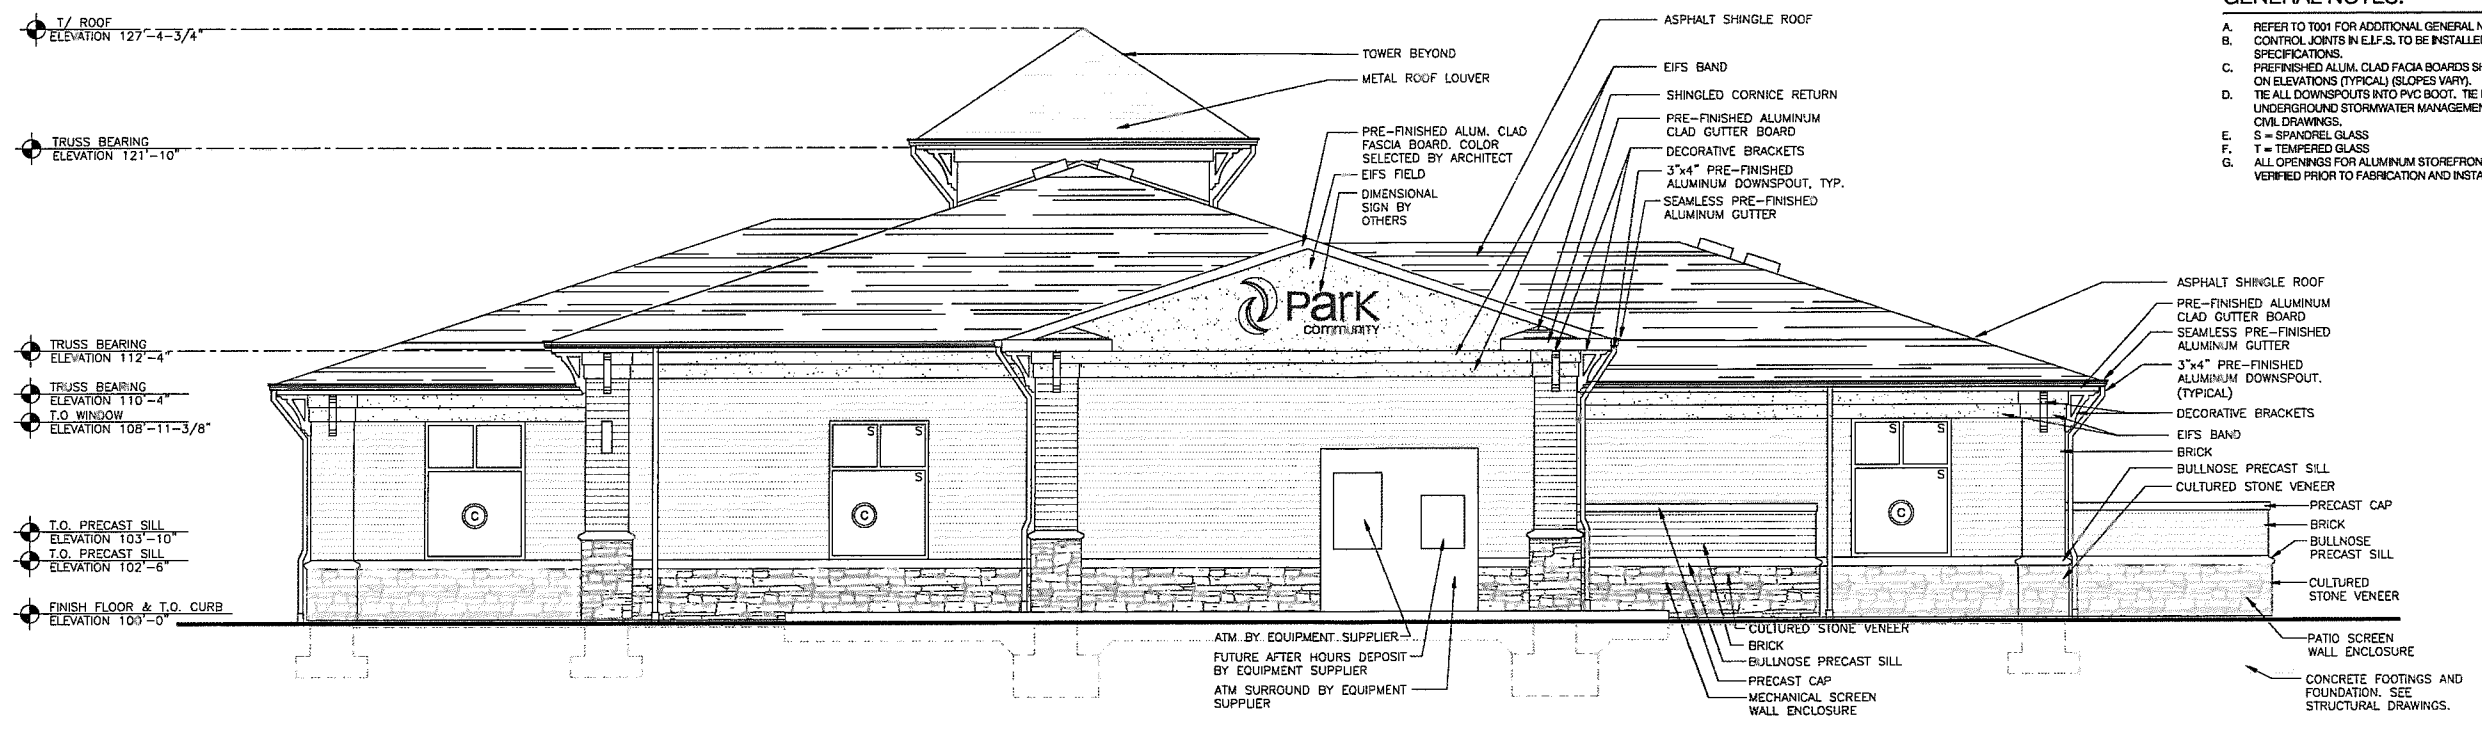 T/ ROOF
ELEVATION 127'-4-3/4"
TRUSS BEARING
ELEVATION 121'-10"
TRUSS BEARING
ELEVATION 112'-4"
TRUSS BEARING
ELEVATION 110'-4"
T.O WINDOW
ELEVATION 108'-11-3/8"
T.O. PRECAST SILL
ELEVATION 103'-10"
T.O. PRECAST SILL
ELEVATION 102'-6"
FINISH FLOOR & T.O. CURB
ELEVATION 100'-0"
TOWER BEYOND
METAL ROOF LOUVER
PRE-FINISHED ALUM. CLAD
FASCIA BOARD. COLOR
SELECTED BY ARCHITECT
EIFS FIELD
DIMENSIONAL
SIGN BY
OTHERS
ASPHALT SHINGLE ROOF
EIFS BAND
SHINGLED CORNICE RETURN
PRE-FINISHED ALUMINUM
CLAD GUTTER BOARD
DECORATIVE BRACKETS
3"x4" PRE-FINISHED
ALUMINUM DOWNSPOUT, TYP.
SEAMLESS PRE-FINISHED
ALUMINUM GUTTER
GENERAL NOTES:
A. REFER TO T001 FOR ADDITIONAL GENERAL
B. CONTROL JOINTS IN E.I.F.S. TO BE
SPECIFICATIONS.
C. PREFINISHED ALUM. CLAD FACIA BOARDS
ON ELEVATIONS (TYPICAL) (SLOPES VARY).
D. TIE ALL DOWNSPOUTS INTO PVC BOOT. TIE
UNDERGROUND STORMWATER
CIVIL DRAWINGS.
E. S = SPANDREL GLASS
F. T = TEMPERED GLASS
G. ALL OPENINGS FOR ALUMINUM
VERIFIED PRIOR TO FABRICATION AND
Park
community
S S
S
C
C
S S
S
C
ASPHALT SHINGLE ROOF
PRE-FINISHED ALUMINUM
CLAD GUTTER BOARD
SEAMLESS PRE-FINISHED
ALUMINUM GUTTER
3"x4" PRE-FINISHED
ALUMINUM DOWNSPOUT.
(TYPICAL)
DECORATIVE BRACKETS
EIFS BAND
BRICK
BULLNOSE PRECAST SILL
CULTURED STONE VENEER
PRECAST CAP
BRICK
BULLNOSE
PRECAST SILL
CULTURED
STONE VENEER
PATIO SCREEN
WALL ENCLOSURE
CONCRETE FOOTINGS AND
FOUNDATION. SEE
STRUCTURAL DRAWINGS.
ATM BY EQUIPMENT SUPPLIER
FUTURE AFTER HOURS DEPOSIT
BY EQUIPMENT SUPPLIER
ATM SURROUND BY EQUIPMENT
SUPPLIER
CULTURED STONE VENEER
BRICK
BULLNOSE PRECAST SILL
PRECAST CAP
MECHANICAL SCREEN
WALL ENCLOSURE